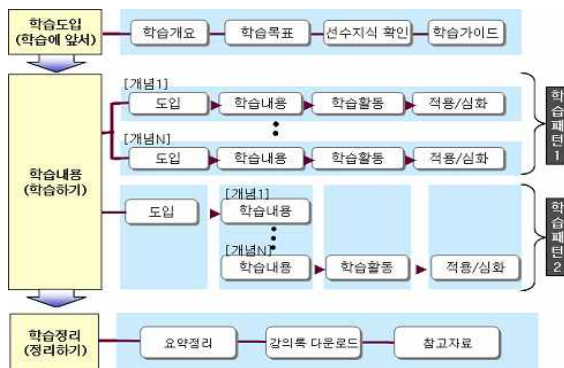 학습도입
(학습에 앞서)
학습개요
학습목표
선수지식 확인
학습가이드
학습내용
(학습하기)
[개념1]
도입
학습내용
학습활동
적용/심화
[개념N]
도입
학습내용
학습활동
적용/심화
학습패턴1
도입
[개념1]
학습내용
[개념N]
학습내용
학습활동
적용/심화
학습패턴2
학습정리
(정리하기)
요약정리
강의록 다운로드
참고자료